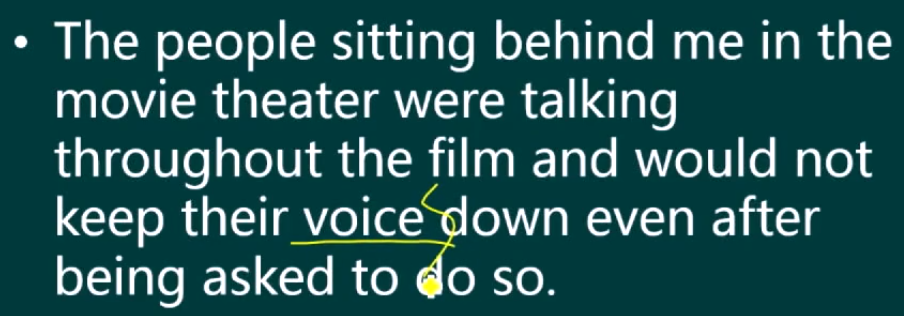 • The people sitting behind me in the
movie theater were talking
throughout the film and would not
keep their voice down even after
being asked to do so.